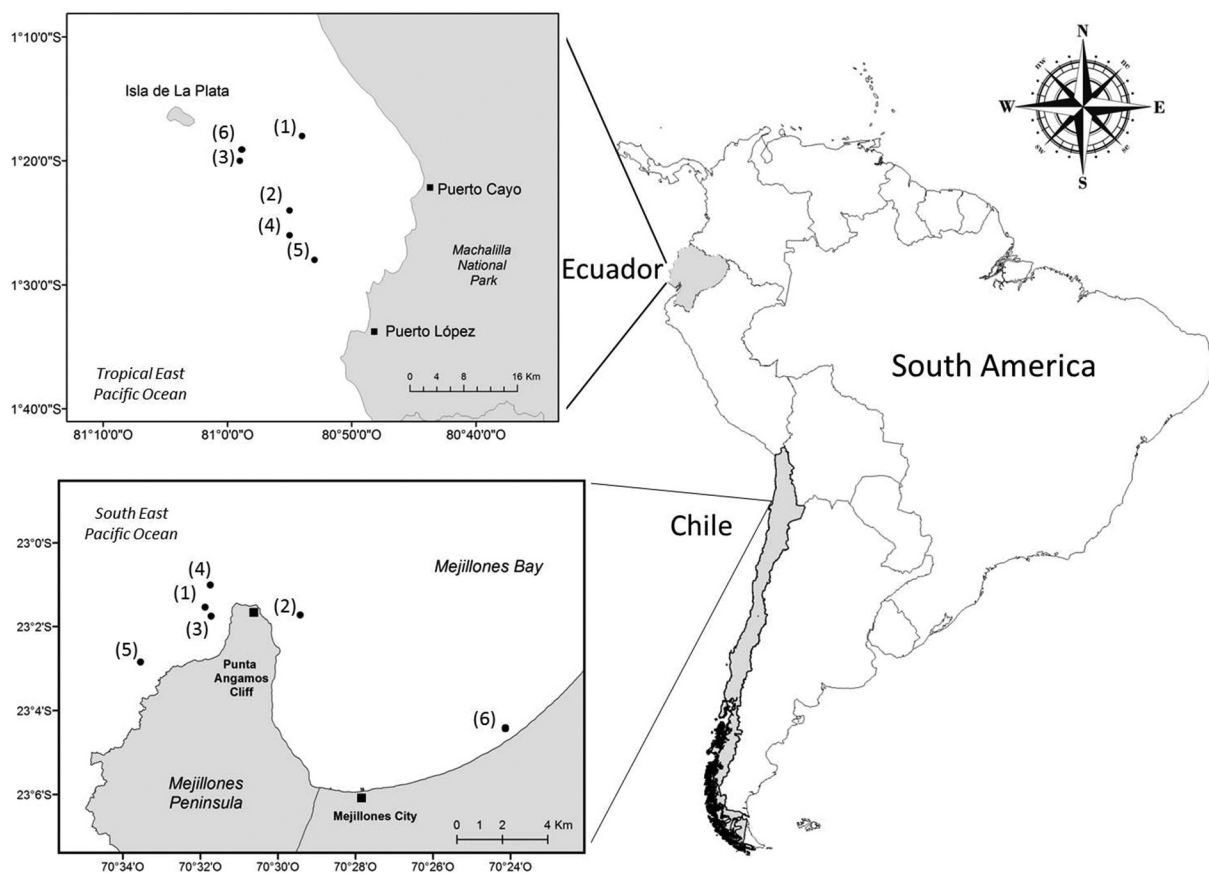 1°10'0"S
1°20'0"S
1°30'0"S
1°40'0"S
Isla de La Plata
(6)
(1)
(3)
(2)
(4)
(5)
Puerto Cayo
Machalilla
National
Park
Puerto López
Tropical East
Pacific Ocean
0 4 8 16 Km
81°10'0"O
81°0'0"O
80°50'0"O
80°40'0"O
N
ne
E
se
S
sw
W
nw
Ecuador
South America
Chile
South East
Pacific Ocean
23°0'S
23°2'S
23°4'S
23°6'S
Mejillones Bay
(4)
(1)
(3)
(2)
(5)
(6)
Punta
Angamos
Cliff
Mejillones
Peninsula
Mejillones City
0 1 2 4 Km
70°34'O
70°32'O
70°30'O
70°28'O
70°26'O
70°24'O